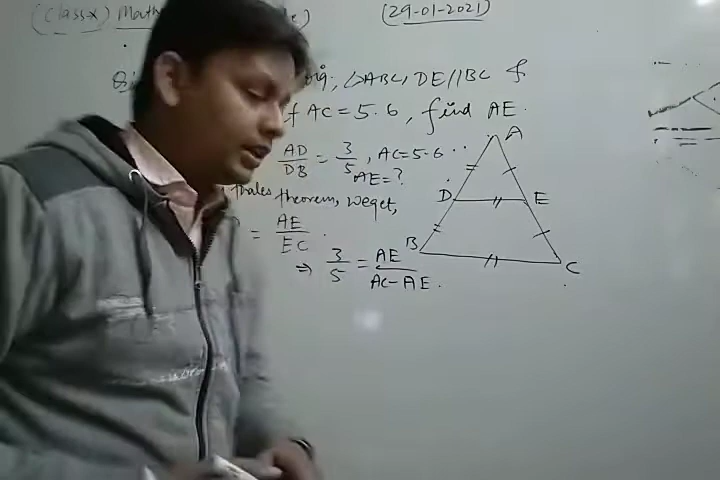 (Class-X) Math
(29-01-2021)
ΔABC, DE//BC &
If AC = 5.6, find AE.
AD/DB = 3/5, AC = 5.6
AE = ?
thales theorem, we get,
= AE/EC
⇒ 3/5 = AE/AC-AE.
A
D
E
B
C